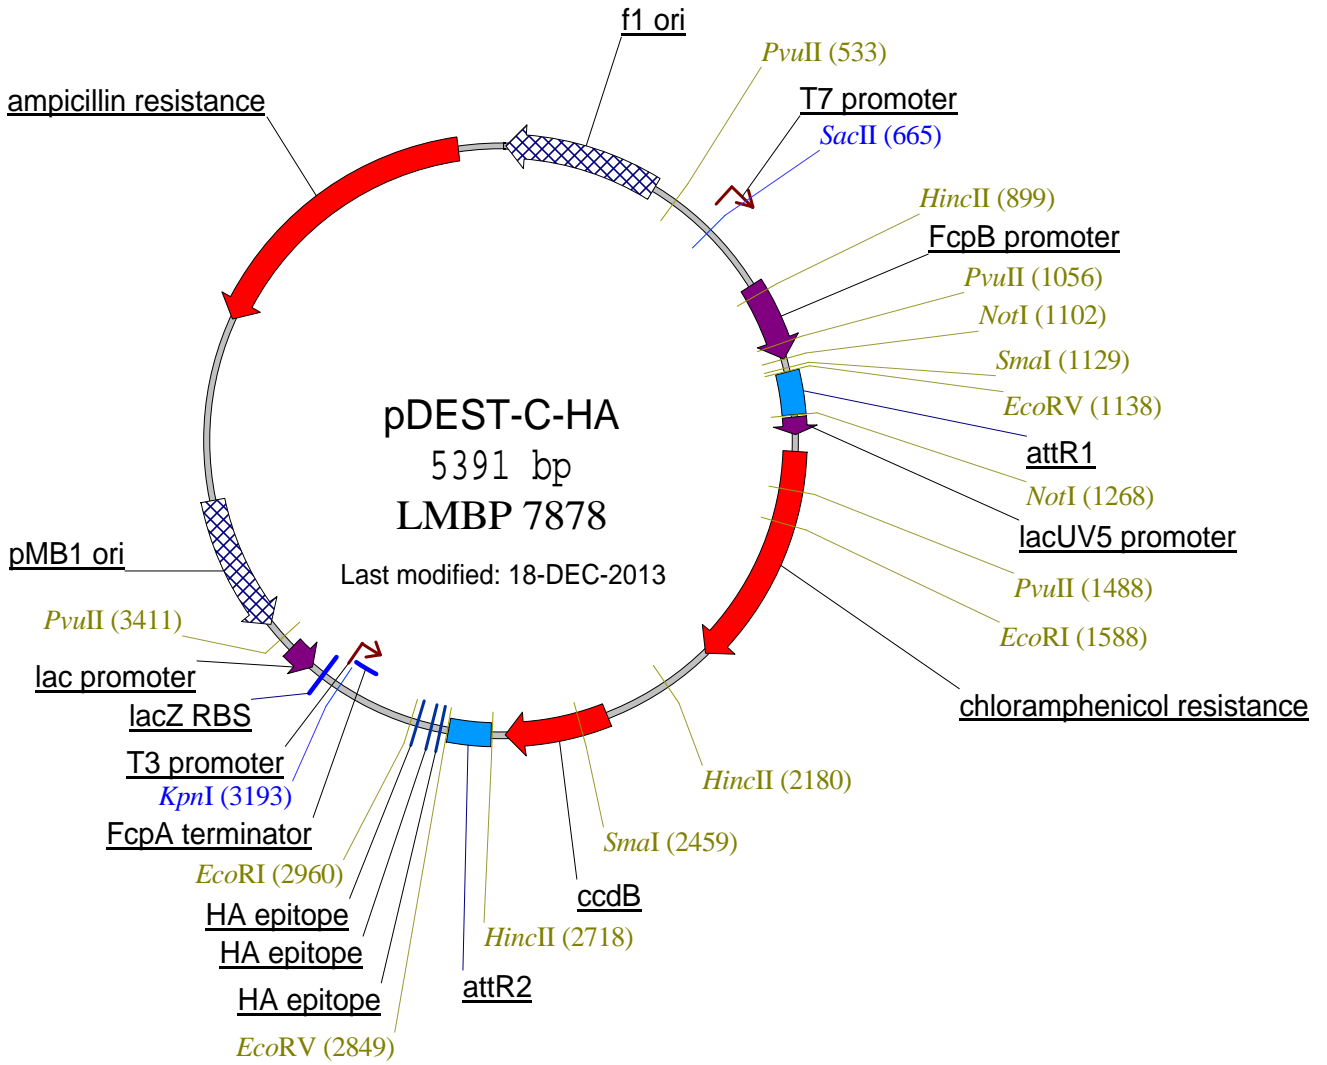 f1 ori
PvuII (533)
T7 promoter
SacII (665)
HincII (899)
FcpB promoter
PvuII (1056)
NotI (1102)
SmaI (1129)
EcoRV (1138)
attR1
NotI (1268)
lacUV5 promoter
PvuII (1488)
EcoRI (1588)
chloramphenicol resistance
HincII (2180)
SmaI (2459)
ccdB
HincII (2718)
attR2
EcoRV (2849)
HA epitope
HA epitope
HA epitope
EcoRI (2960)
FcpA terminator
KpnI (3193)
T3 promoter
lacZ RBS
lac promoter
PvuII (3411)
pMB1 ori
ampicillin resistance
pDEST-C-HA
5391 bp
LMBP 7878
Last modified: 18-DEC-2013